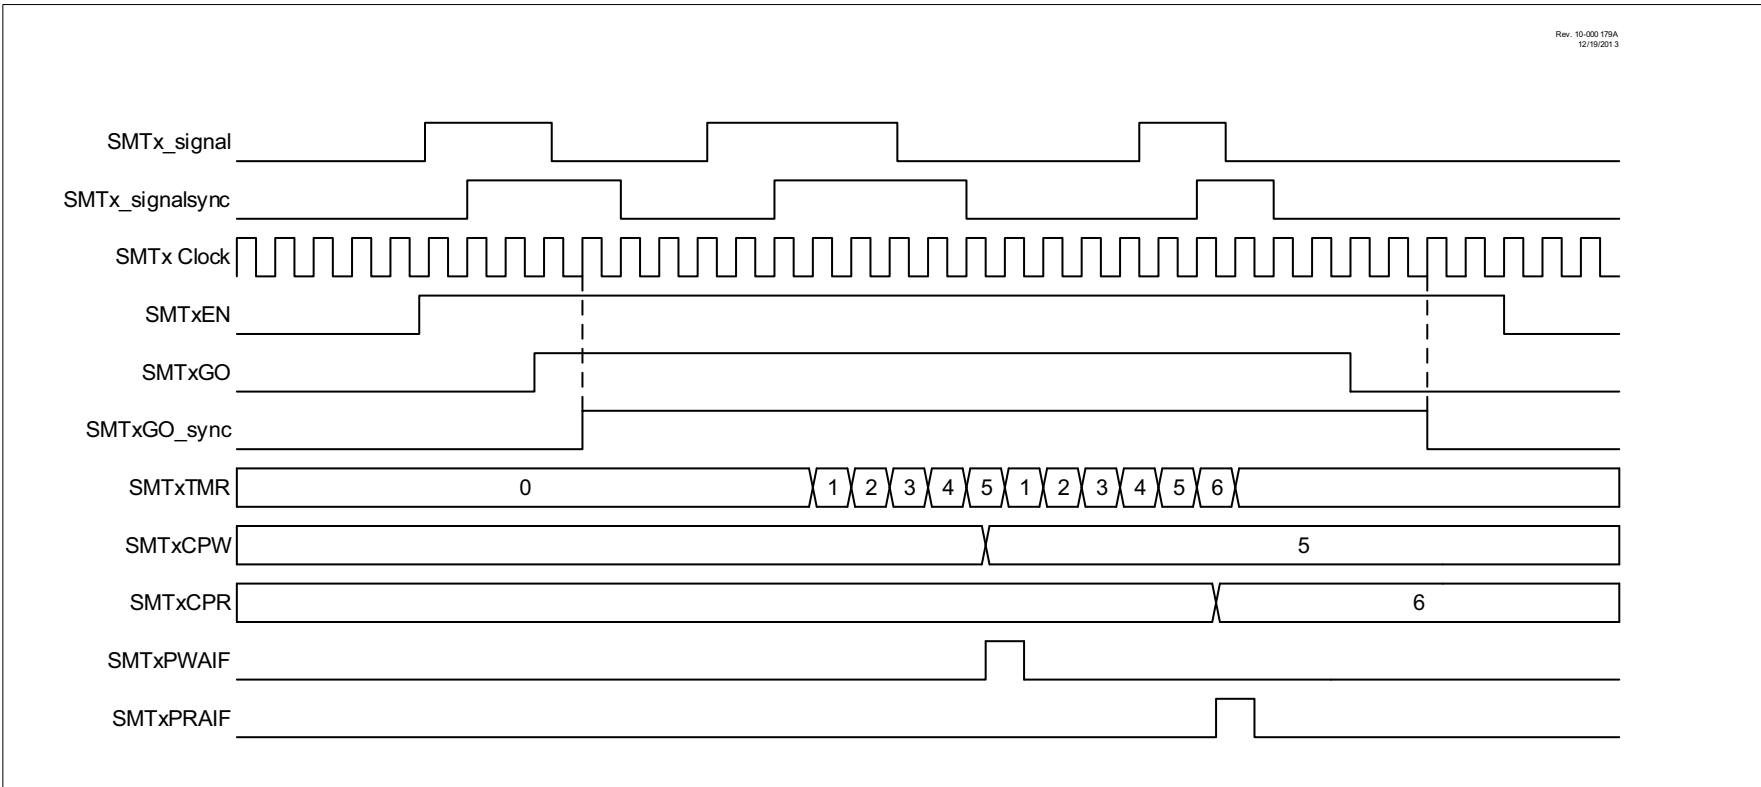 Rev. 10-000 179A
12/19/201 3
SMTx_signal
SMTx_signalsync
SMTx Clock
SMTxEN
SMTxGO
SMTxGO_sync
SMTxTMR 0 1 2 3 4 5 1 2 3 4 5 6
SMTxCPW 5
SMTxCPR 6
SMTxPWAIF
SMTxPRAIF